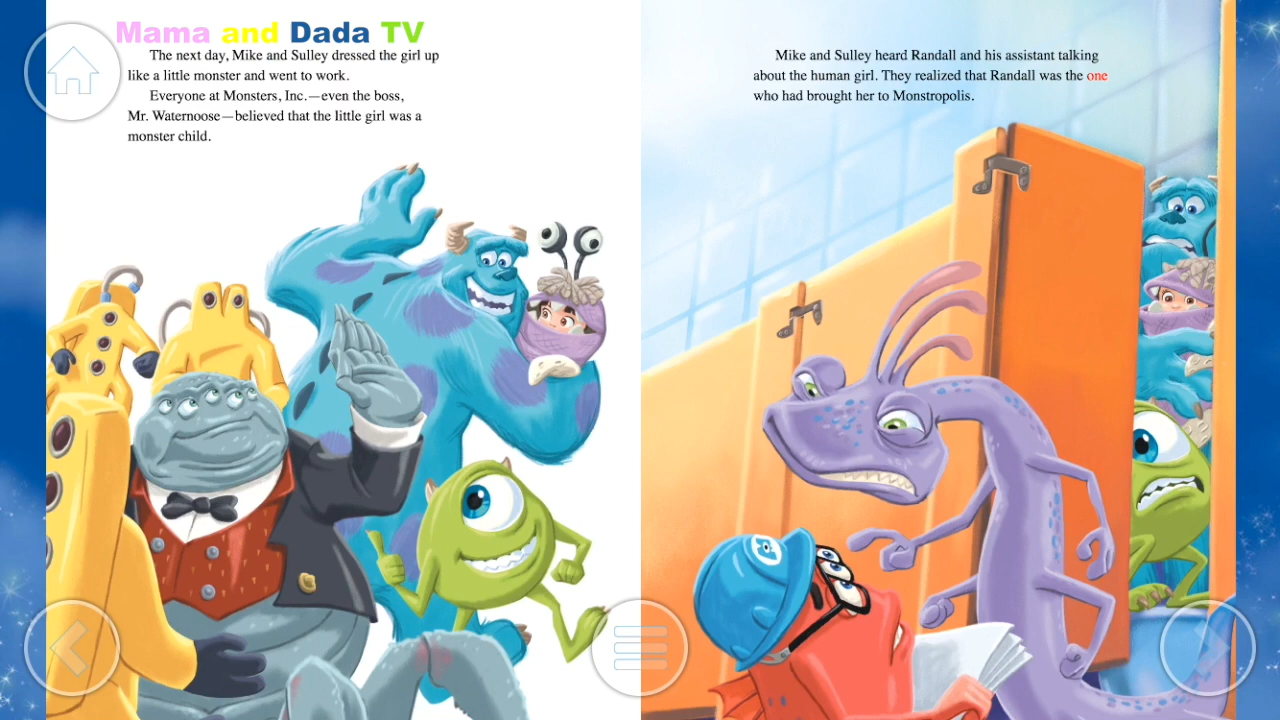 Mama and Dada TV
The next day, Mike and Sulley dressed the girl up
like a little monster and went to work.
Everyone at Monsters, Inc.—even the boss,
Mr. Waternoose—believed that the little girl was a
monster child.
Mike and Sulley heard Randall and his assistant talking
about the human girl. They realized that Randall was the one
who had brought her to Monstropolis.